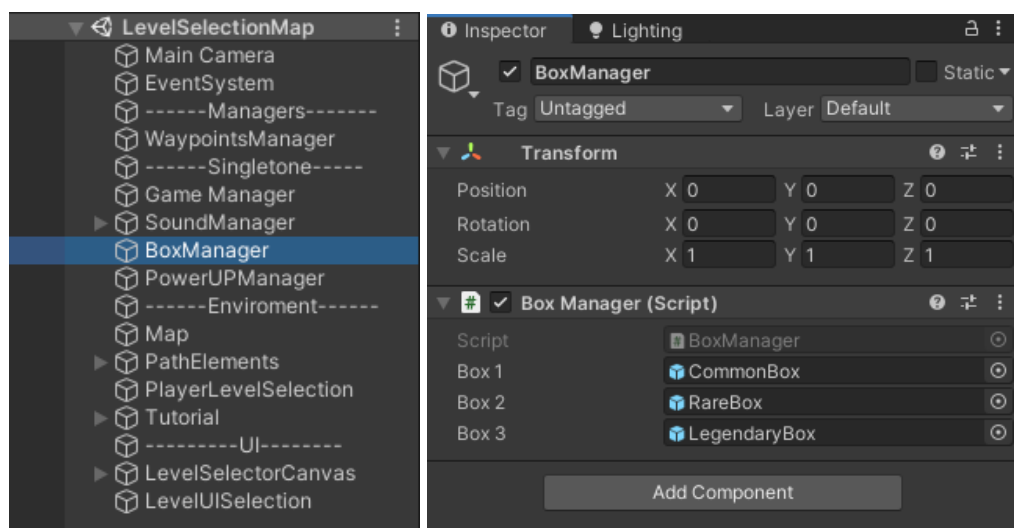 LevelSelectionMap
Main Camera
EventSystem
------Managers-------
WaypointsManager
------Singletone-----
Game Manager
SoundManager
BoxManager
PowerUPManager
------Enviroment------
Map
PathElements
PlayerLevelSelection
Tutorial
---------UI--------
LevelSelectorCanvas
LevelUISelection
Inspector Lighting
BoxManager Static
Tag Untagged Layer Default
Transform
Position X 0 Y 0 Z 0
Rotation X 0 Y 0 Z 0
Scale X 1 Y 1 Z 1
# Box Manager (Script)
Script BoxManager
Box 1 CommonBox
Box 2 RareBox
Box 3 LegendaryBox
Add Component